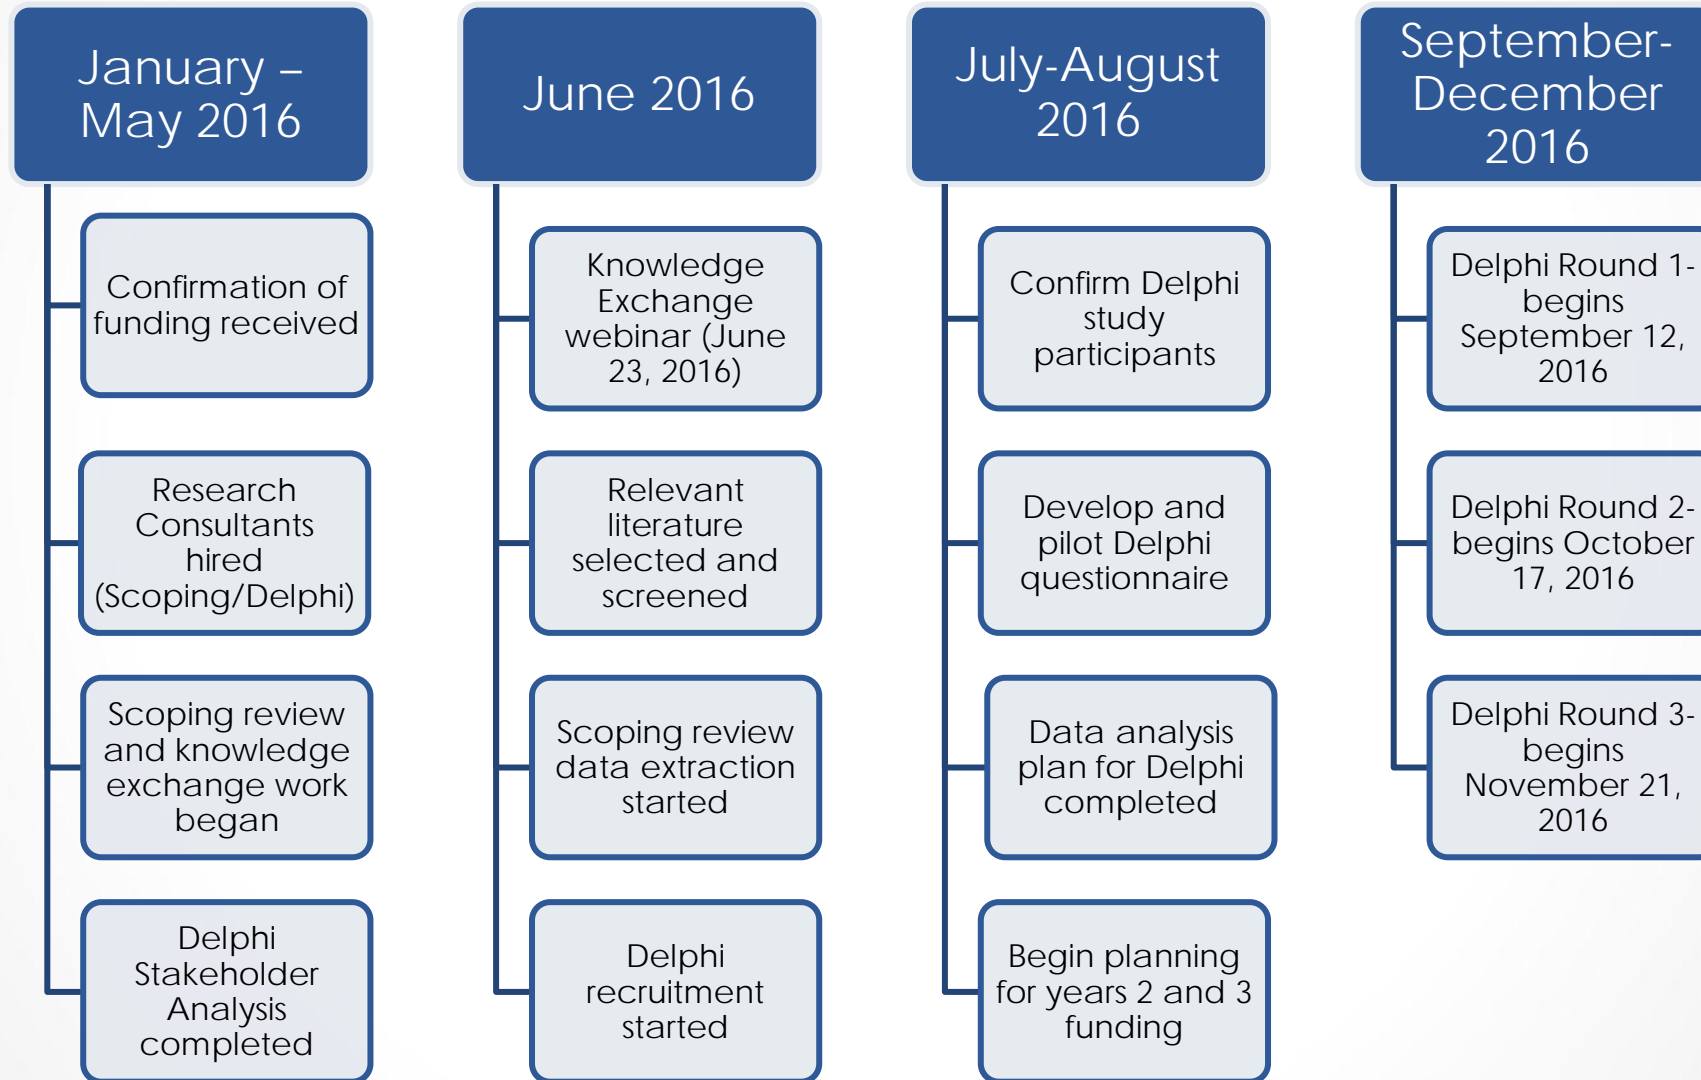 January –
May 2016
Confirmation of
funding received
Research
Consultants
hired
(Scoping/Delphi)
Scoping review
and knowledge
exchange work
began
Delphi
Stakeholder
Analysis
completed
June 2016
Knowledge
Exchange
webinar (June
23, 2016)
Relevant
literature
selected and
screened
Scoping review
data extraction
started
Delphi
recruitment
started
July-August
2016
Confirm Delphi
study
participants
Develop and
pilot Delphi
questionnaire
Data analysis
plan for Delphi
completed
Begin planning
for years 2 and 3
funding
September-
December
2016
Delphi Round 1-
begins
September 12,
2016
Delphi Round 2-
begins October
17, 2016
Delphi Round 3-
begins
November 21,
2016